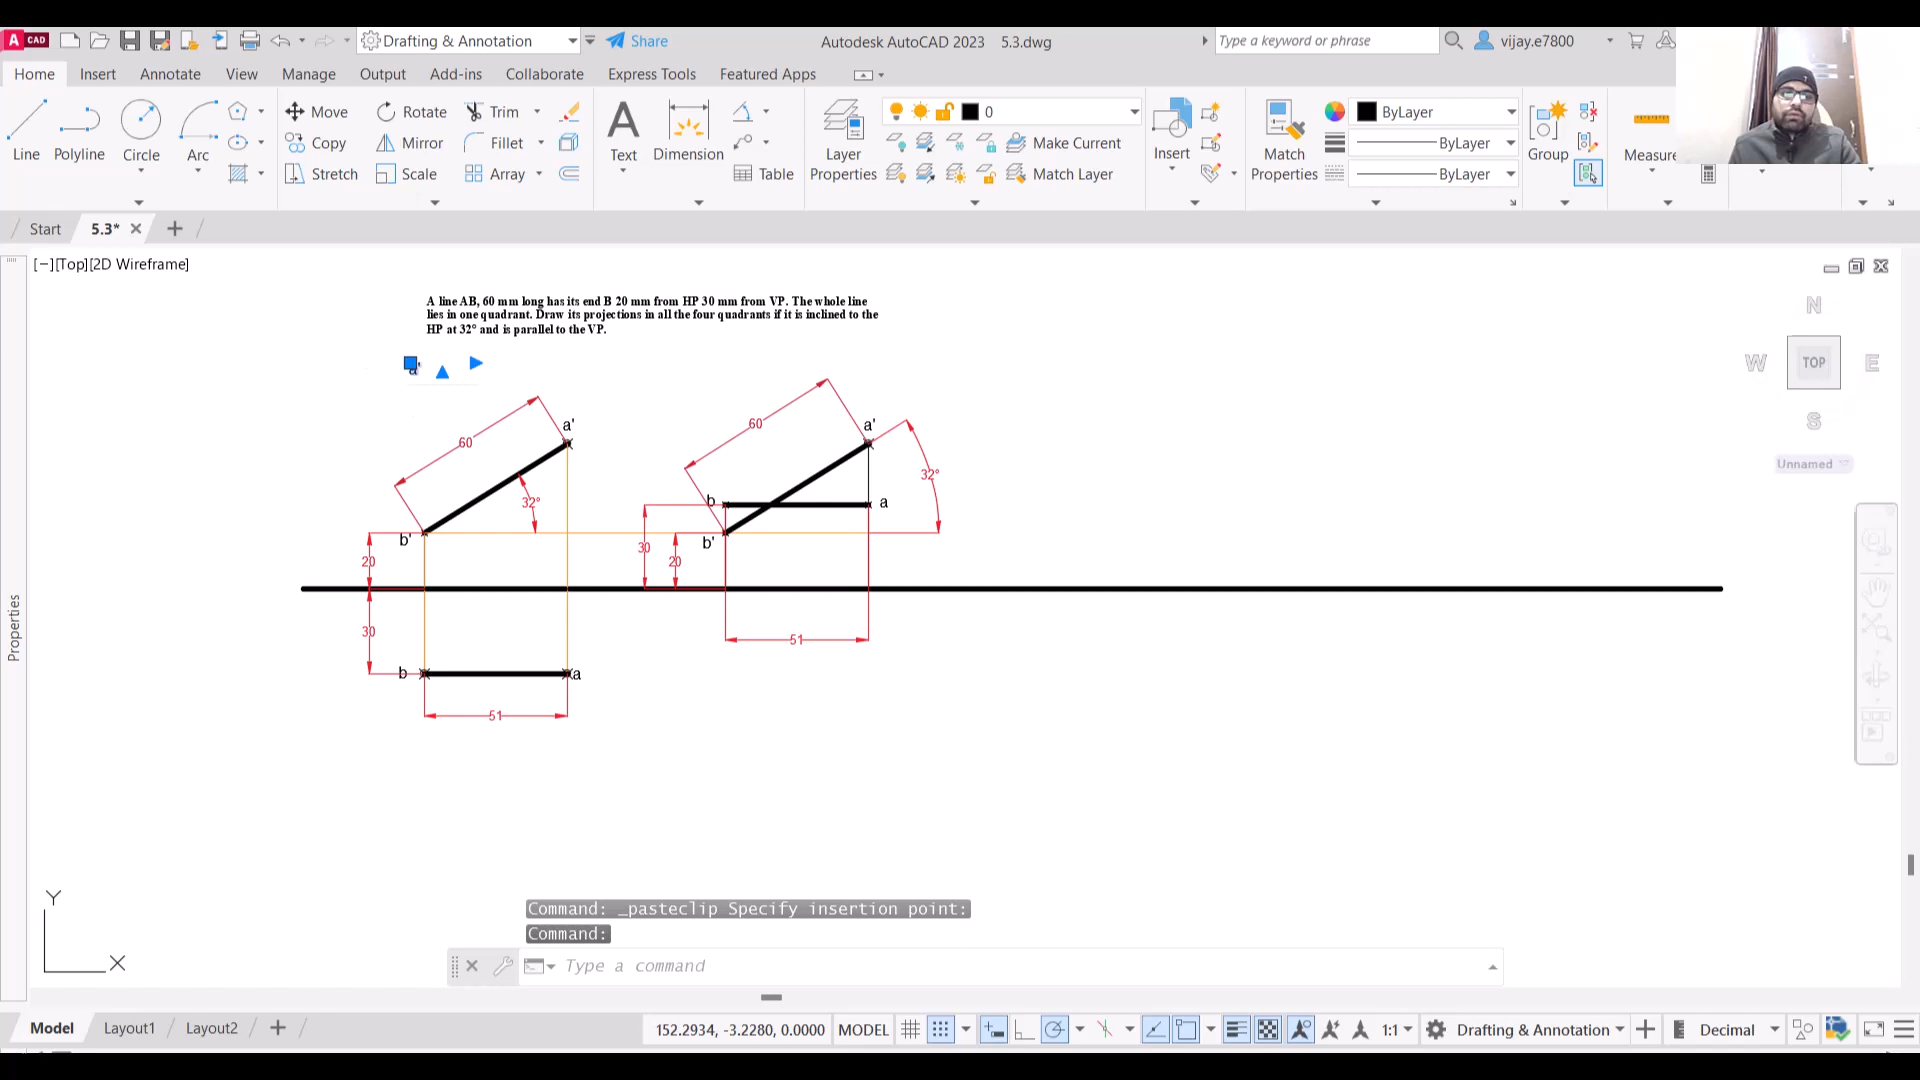 A CAD
Drafting & Annotation
Share
Autodesk AutoCAD 2023 5.3.dwg
Type a keyword or phrase
vijay.e7800
Home
Insert
Annotate
View
Manage
Output
Add-ins
Collaborate
Express Tools
Featured Apps
Line
Polyline
Circle
Arc
Move
Rotate
Trim
Copy
Mirror
Fillet
Stretch
Scale
Array
Text
Dimension
Table
Layer
Properties
0
Make Current
Match Layer
Insert
Match
Properties
ByLayer
ByLayer
ByLayer
Group
Measure
Start
5.3*
[−][Top][2D Wireframe]
A line AB, 60 mm long has its end B 20 mm from HP 30 mm from VP. The whole line
lies in one quadrant. Draw its projections in all the four quadrants if it is inclined to the
HP at 32° and is parallel to the VP.
N
W
TOP
E
S
Unnamed
60
a'
32°
b'
20
30
b
a
51
60
a'
32°
b
a
b'
30
20
51
Properties
Y
X
Command: _pasteclip Specify insertion point:
Command:
Type a command
Model
Layout1
Layout2
152.2934, -3.2280, 0.0000
MODEL
1:1
Drafting & Annotation
Decimal